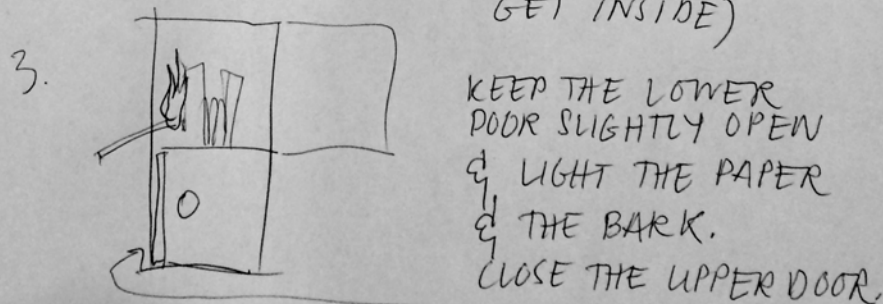 GET INSIDE)
3.
KEEP THE LOWER
DOOR SLIGHTLY OPEN
& LIGHT THE PAPER
& THE BARK.
CLOSE THE UPPER DOOR.